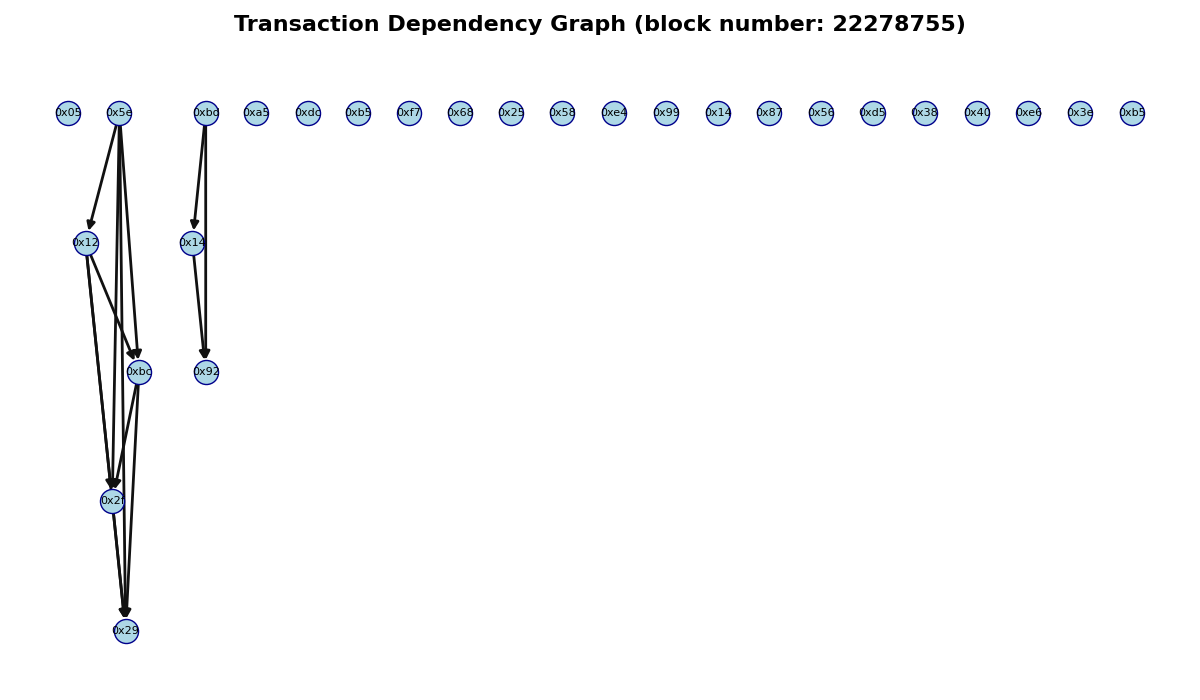 Transaction Dependency Graph (block number: 22278755)
0x05 0x5e 0xbd 0xa5 0xdc 0xb5 0xf7 0x68 0x25 0x58 0xe4 0x99 0x14 0x87 0x56 0xd5 0x38 0x40 0xe6 0x3e 0xb5
0x12 0x14
0xbc 0x92
0x2f
0x29